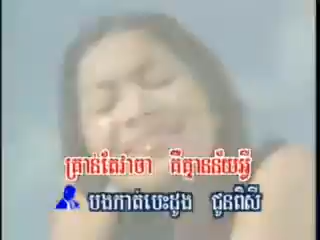 គ្រាន់តែវាចា គឺគ្មានន័យអ្វី
បងកាត់បេះដូង ជូនពិសី